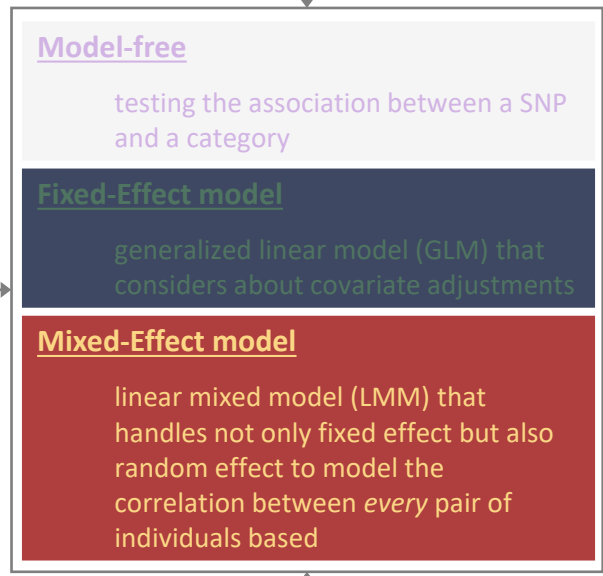 Model-free
testing the association between a SNP
and a category
Fixed-Effect model
generalized linear model (GLM) that
considers about covariate adjustments
Mixed-Effect model
linear mixed model (LMM) that
handles not only fixed effect but also
random effect to model the
correlation between every pair of
individuals based